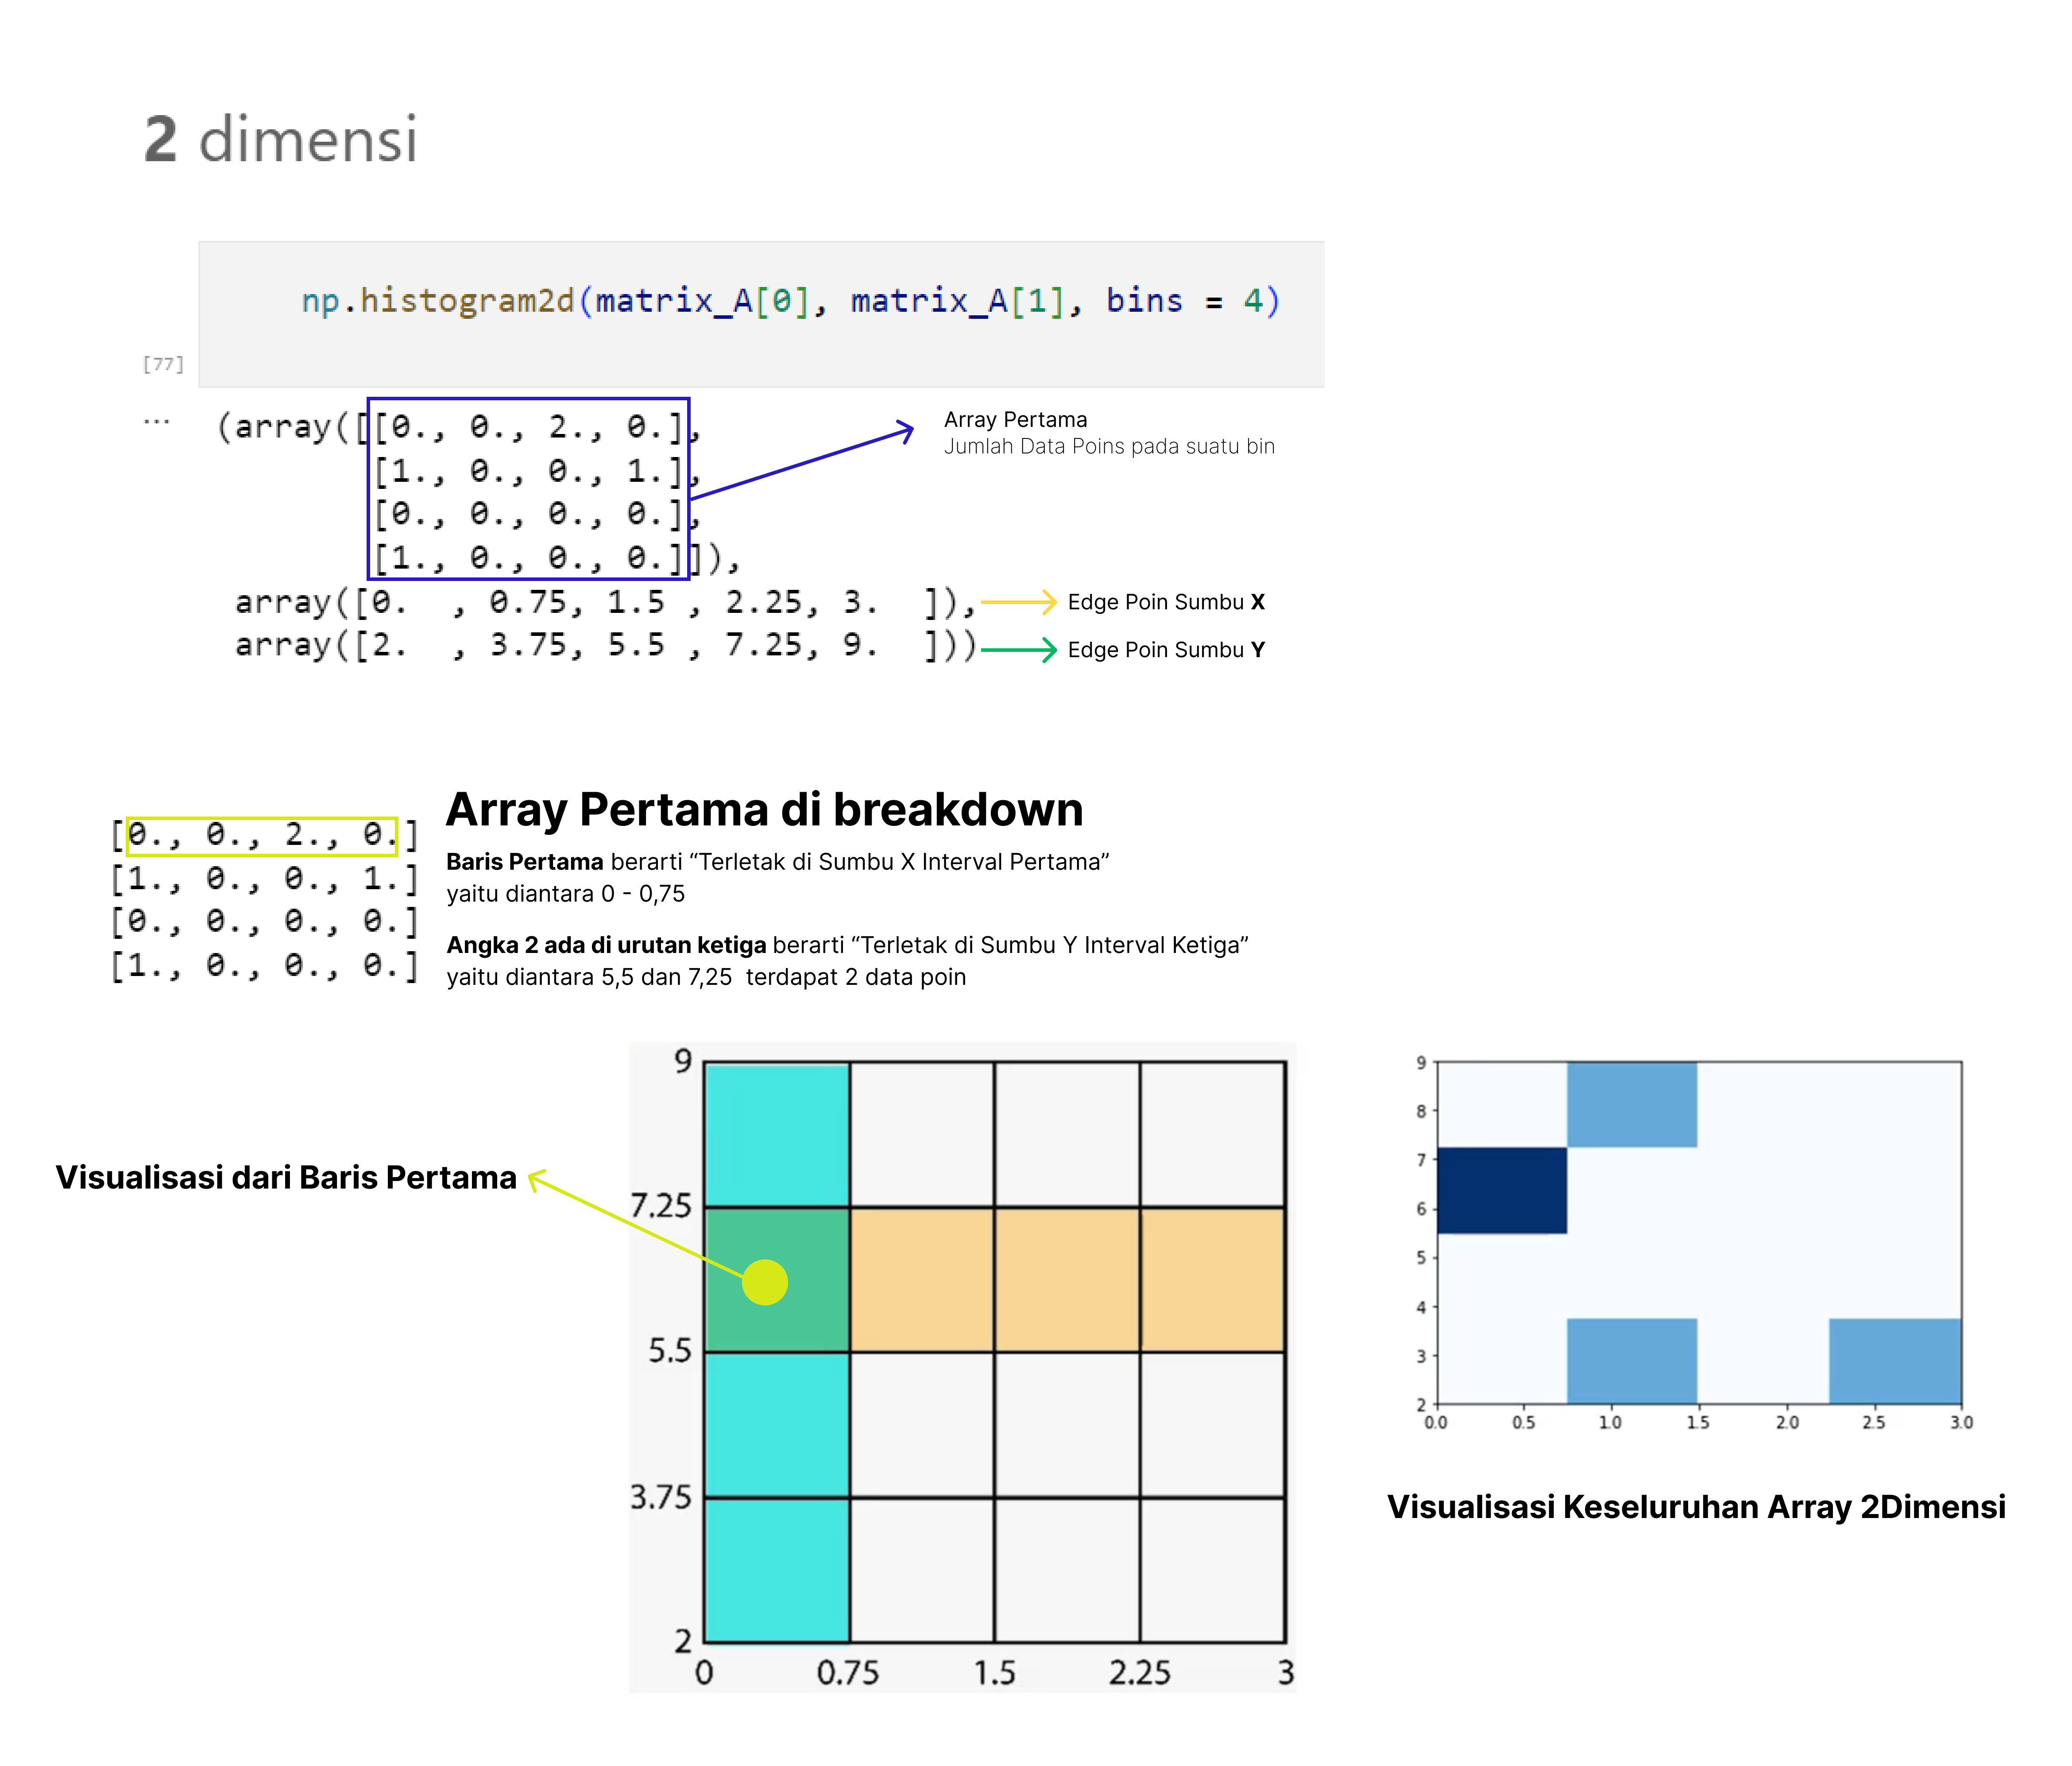 2 dimensi
np.histogram2d(matrix_A[0], matrix_A[1], bins = 4)
[77]
...
(array([[0., 0., 2., 0.],
[1., 0., 0., 1.],
[0., 0., 0., 0.],
[1., 0., 0., 0.]]),
array([0. , 0.75, 1.5 , 2.25, 3. ]),
array([2. , 3.75, 5.5 , 7.25, 9. ]))
Array Pertama
Jumlah Data Poins pada suatu bin
Edge Poin Sumbu X
Edge Poin Sumbu Y
[0., 0., 2., 0.]
[1., 0., 0., 1.]
[0., 0., 0., 0.]
[1., 0., 0., 0.]
Array Pertama di breakdown
Baris Pertama berarti “Terletak di Sumbu X Interval Pertama”
yaitu diantara 0 - 0,75
Angka 2 ada di urutan ketiga berarti “Terletak di Sumbu Y Interval Ketiga”
yaitu diantara 5,5 dan 7,25 terdapat 2 data poin
Visualisasi dari Baris Pertama
9
7.25
5.5
3.75
2
0 0.75 1.5 2.25 3
9
8
7
6
5
4
3
2
0.0 0.5 1.0 1.5 2.0 2.5 3.0
Visualisasi Keseluruhan Array 2Dimensi